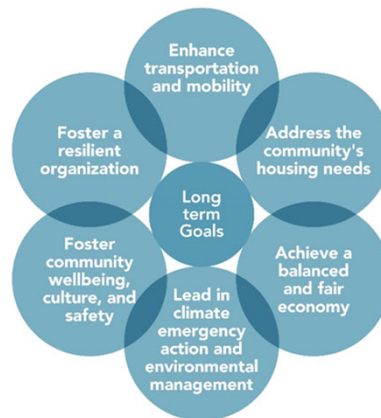 Enhance
transportation
and mobility
Foster a
resilient
organization
Address the
community's
housing needs
Long
term
Goals
Foster
community
wellbeing,
culture, and
safety
Achieve a
balanced
and fair
economy
Lead in
climate
emergency
action and
environmental
management